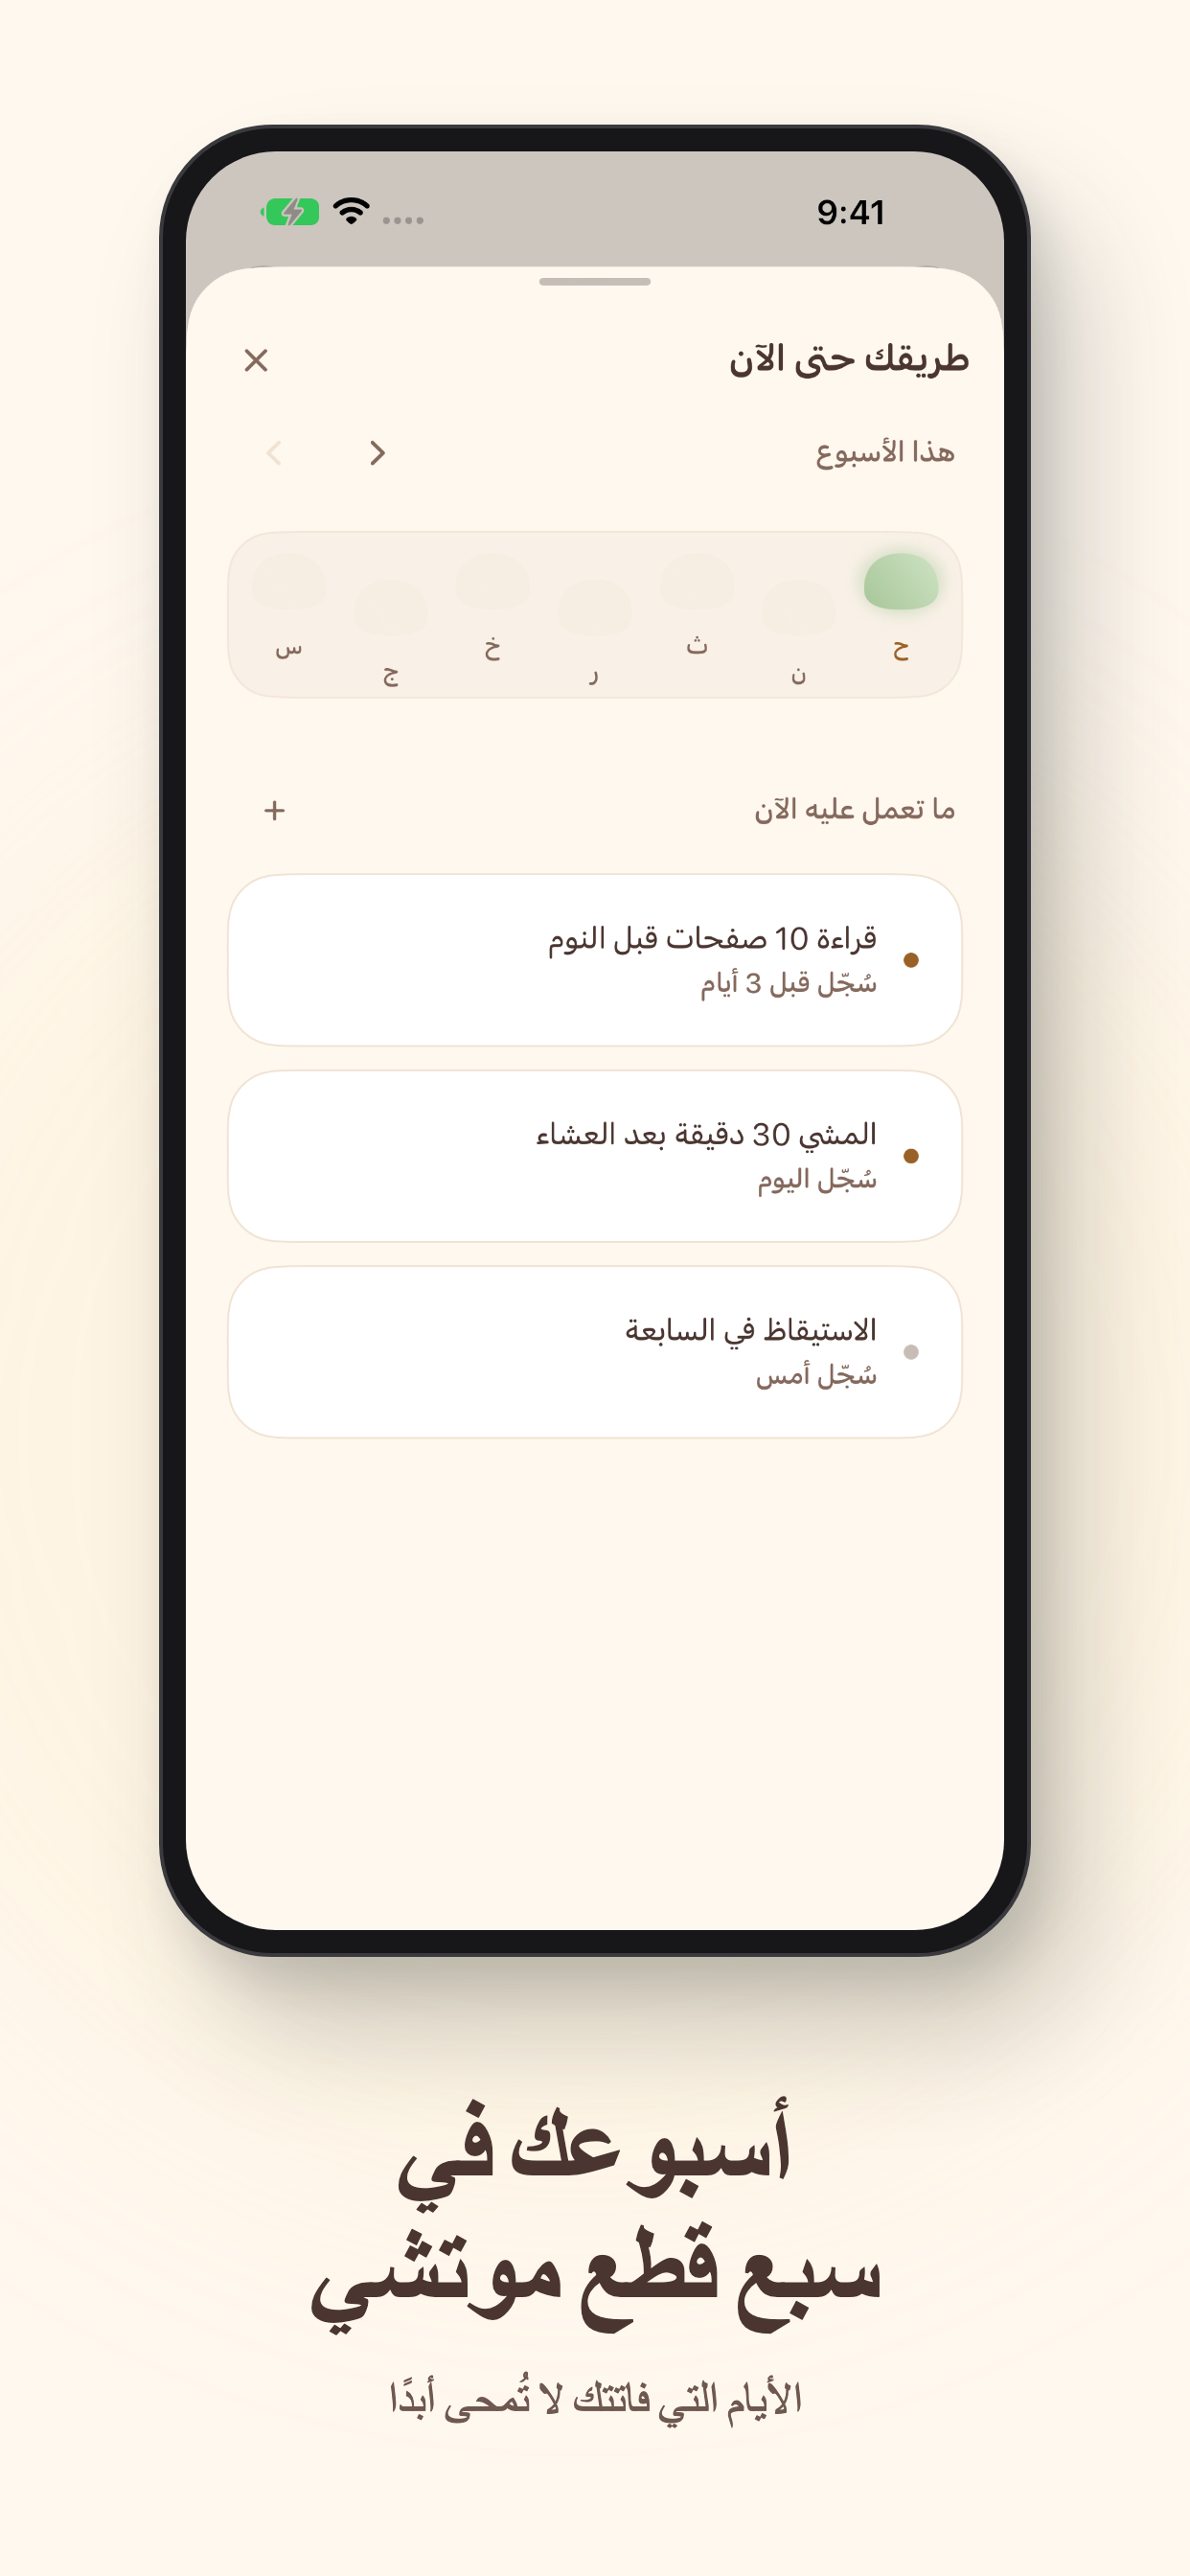 9:41
طريقك حتى الآن
هذا الأسبوع
ح ن ث ر خ ج س
ما تعمل عليه الآن
قراءة 10 صفحات قبل النوم
سُجّل قبل 3 أيام
المشي 30 دقيقة بعد العشاء
سُجّل اليوم
الاستيقاظ في السابعة
سُجّل أمس
أسبوعك في
سبع قطع موتشي
الأيام التي فاتتك لا تُمحى أبدًا